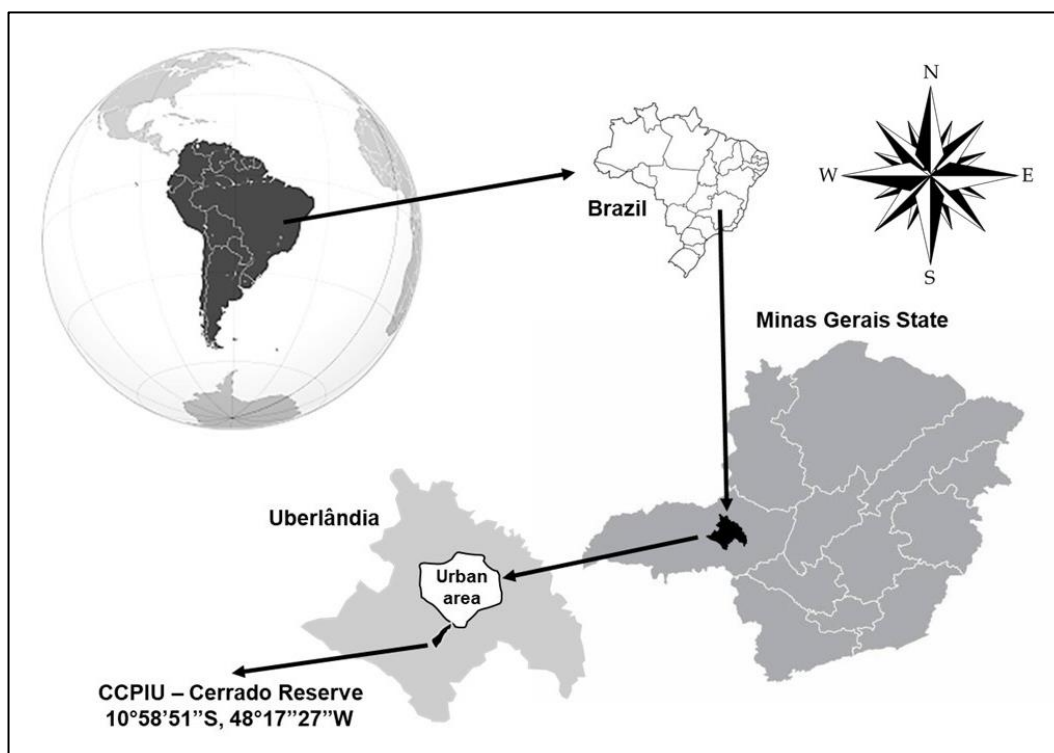 N
W
E
S
Brazil
Minas Gerais State
Uberlândia
Urban
area
CCPIU – Cerrado Reserve
10°58’51’’S, 48°17’’27’’W